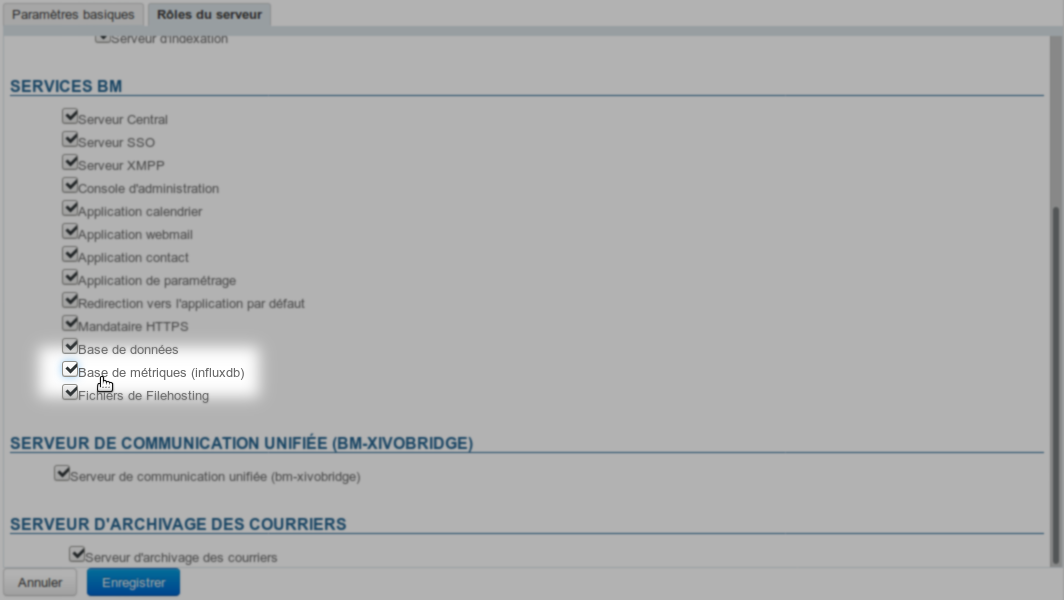 Paramètres basiques
Rôles du serveur
Serveur d'indexation
SERVICES BM
Serveur Central
Serveur SSO
Serveur XMPP
Console d'administration
Application calendrier
Application webmail
Application contact
Application de paramétrage
Redirection vers l'application par défaut
Mandataire HTTPS
Base de données
Base de métriques (influxdb)
Fichiers de Filehosting
SERVEUR DE COMMUNICATION UNIFIÉE (BM-XIVOBRIDGE)
Serveur de communication unifiée (bm-xivobridge)
SERVEUR D'ARCHIVAGE DES COURRIERS
Serveur d'archivage des courriers
Annuler
Enregistrer